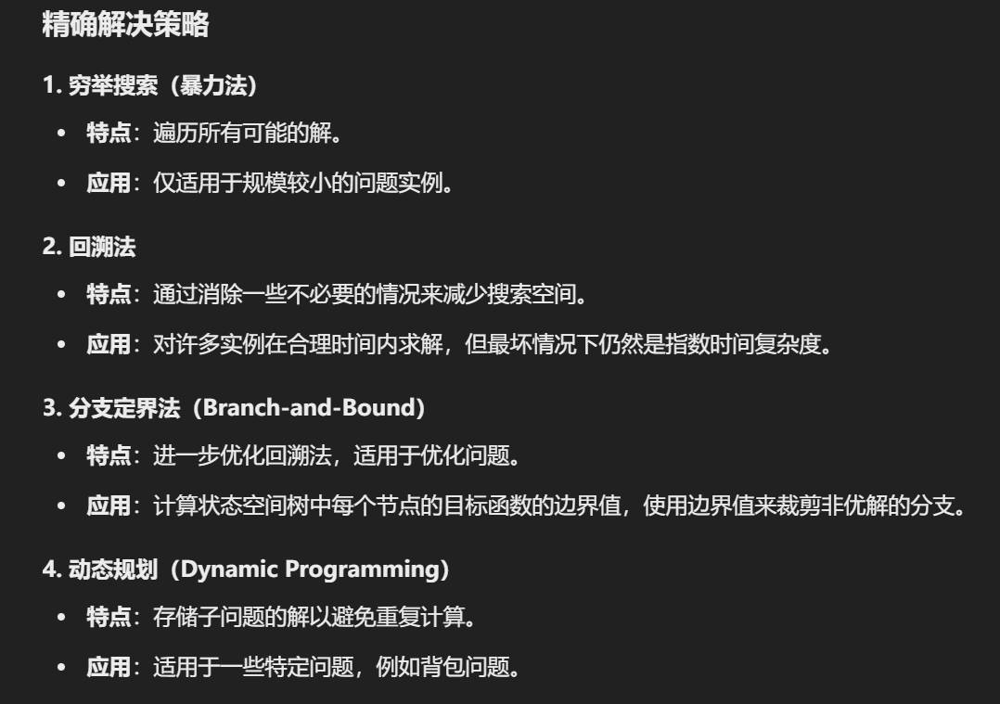 精确解决策略
1. 穷举搜索（暴力法）
• 特点：遍历所有可能的解。
• 应用：仅适用于规模较小的问题实例。
2. 回溯法
• 特点：通过消除一些不必要的情况来减少搜索空间。
• 应用：对许多实例在合理时间内求解，但最坏情况下仍然是指数时间复杂度。
3. 分支定界法（Branch-and-Bound）
• 特点：进一步优化回溯法，适用于优化问题。
• 应用：计算状态空间树中每个节点的目标函数的边界值，使用边界值来裁剪非优解的分支。
4. 动态规划（Dynamic Programming）
• 特点：存储子问题的解以避免重复计算。
• 应用：适用于一些特定问题，例如背包问题。